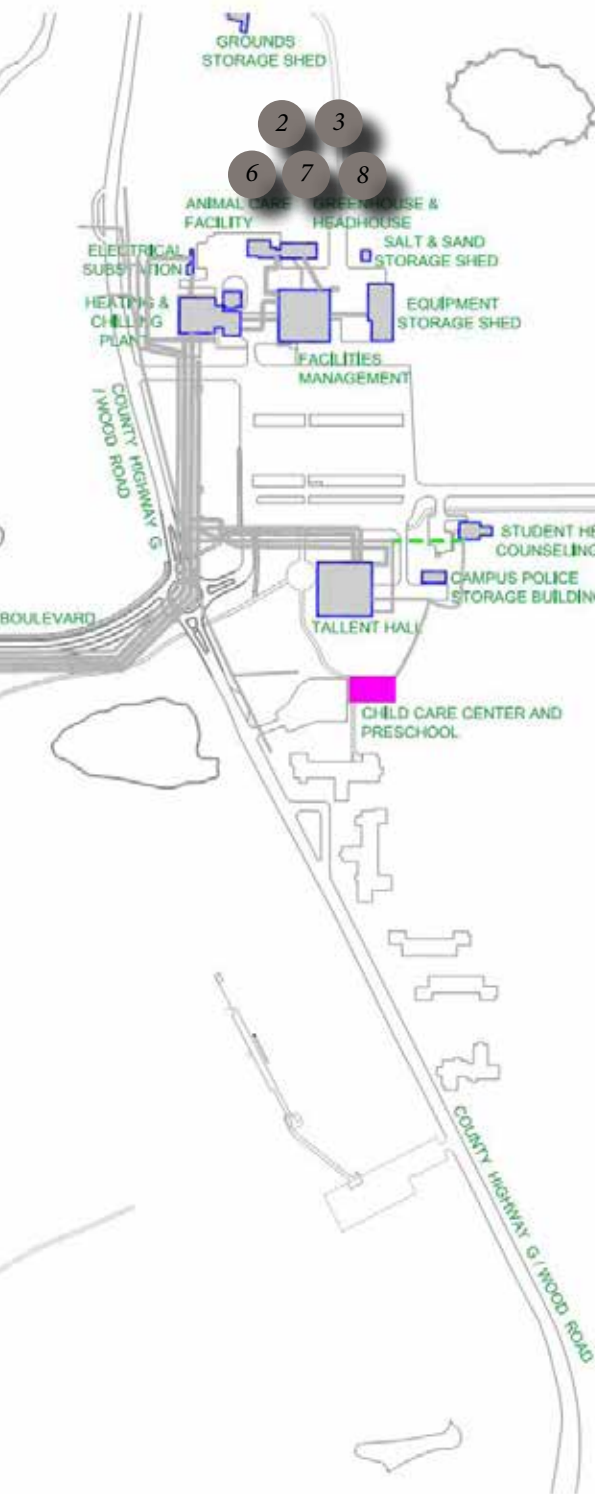 GROUNDS
STORAGE SHED
2 3
6 7 8
ANIMAL CARE
FACILITY
GREENHOUSE &
HEADHOUSE
ELECTRICAL
SUBSTATION
SALT & SAND
STORAGE SHED
HEATING &
CHILLING
PLANT
EQUIPMENT
STORAGE SHED
FACILITIES
MANAGEMENT
COUNTY HIGHWAY G
/ WOOD ROAD
STUDENT HE
COUNSELING
CAMPUS POLICE
STORAGE BUILDING
BOULEVARD
TALLENT HALL
CHILD CARE CENTER AND
PRESCHOOL
COUNTY HIGHWAY G / WOOD ROAD